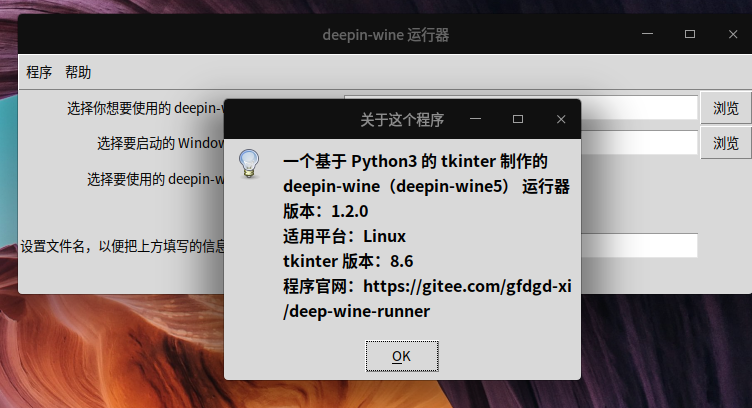 deepin-wine 运行器
程序 帮助
选择你想要使用的 deepin-w
浏览
选择要启动的 Window
浏览
选择要使用的 deepin-w
设置文件名，以便把上方填写的信息
关于这个程序
一个基于 Python3 的 tkinter 制作的
deepin-wine（deepin-wine5） 运行器
版本：1.2.0
适用平台：Linux
tkinter 版本：8.6
程序官网：https://gitee.com/gfdgd-xi
/deep-wine-runner
OK